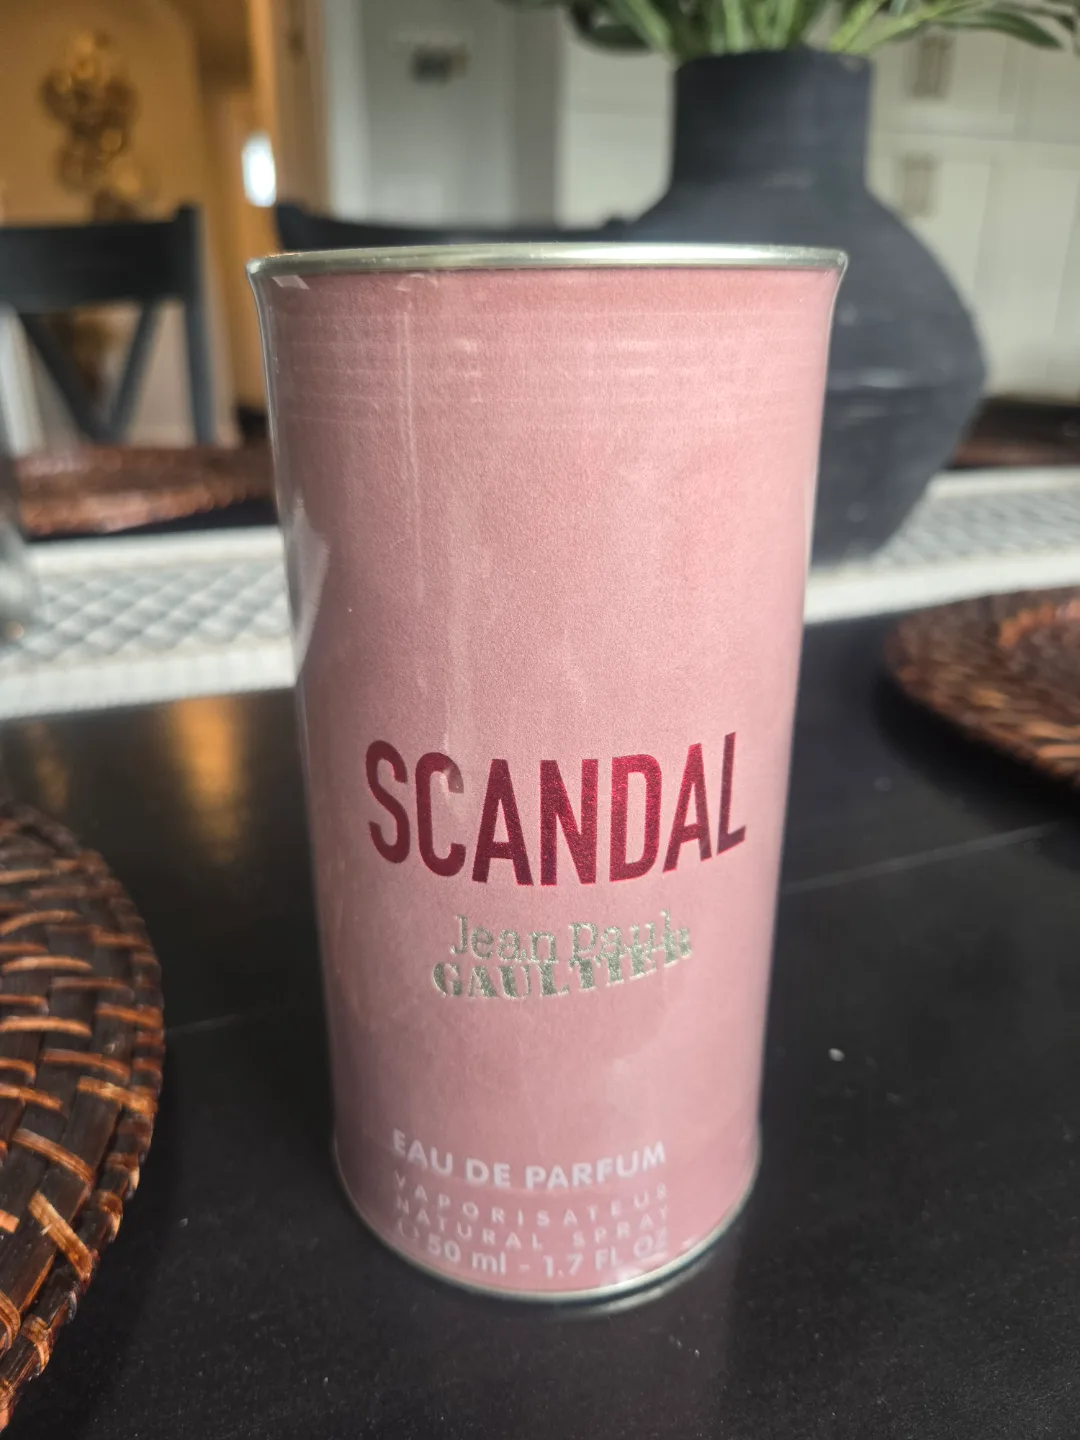 SCANDAL
Jean Paul
GAULTIER
EAU DE PARFUM
VAPORISATEUR
NATURAL SPRAY
50 ml - 1.7 Fl OZ